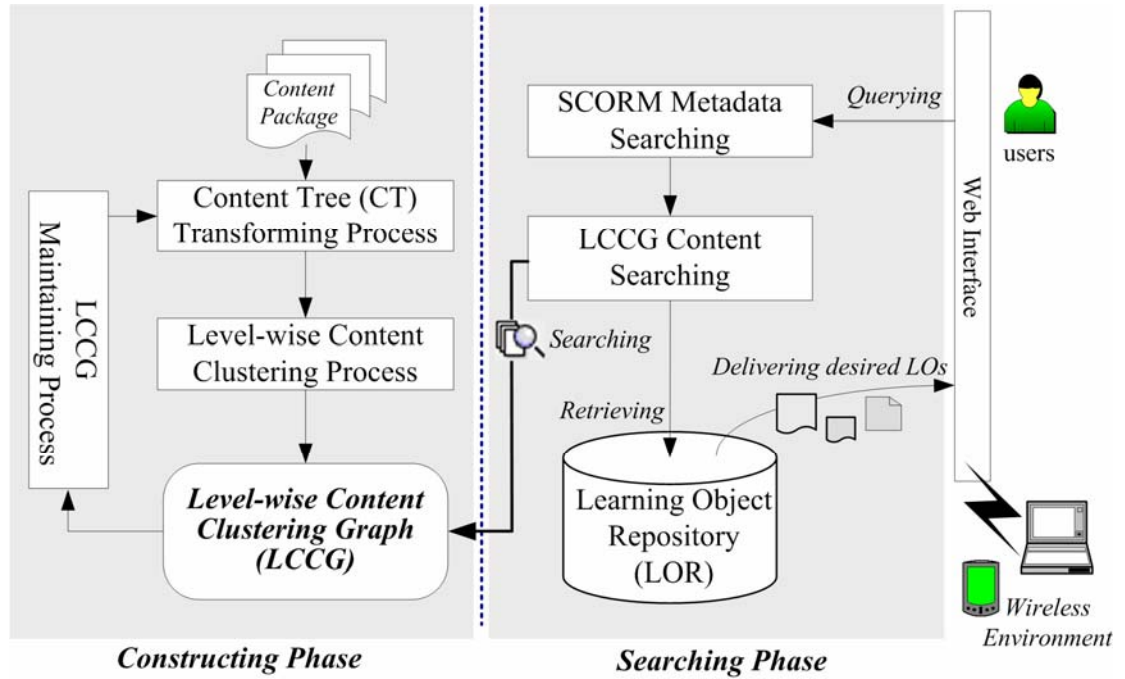 Content
Package
Content Tree (CT)
Transforming Process
LCCG
Maintaining Process
Level-wise Content
Clustering Process
Level-wise Content
Clustering Graph
(LCCG)
Constructing Phase
SCORM Metadata
Searching
Querying
LCCG Content
Searching
Searching
Retrieving
Delivering desired LOs
Learning Object
Repository
(LOR)
Searching Phase
Web Interface
users
Wireless
Environment